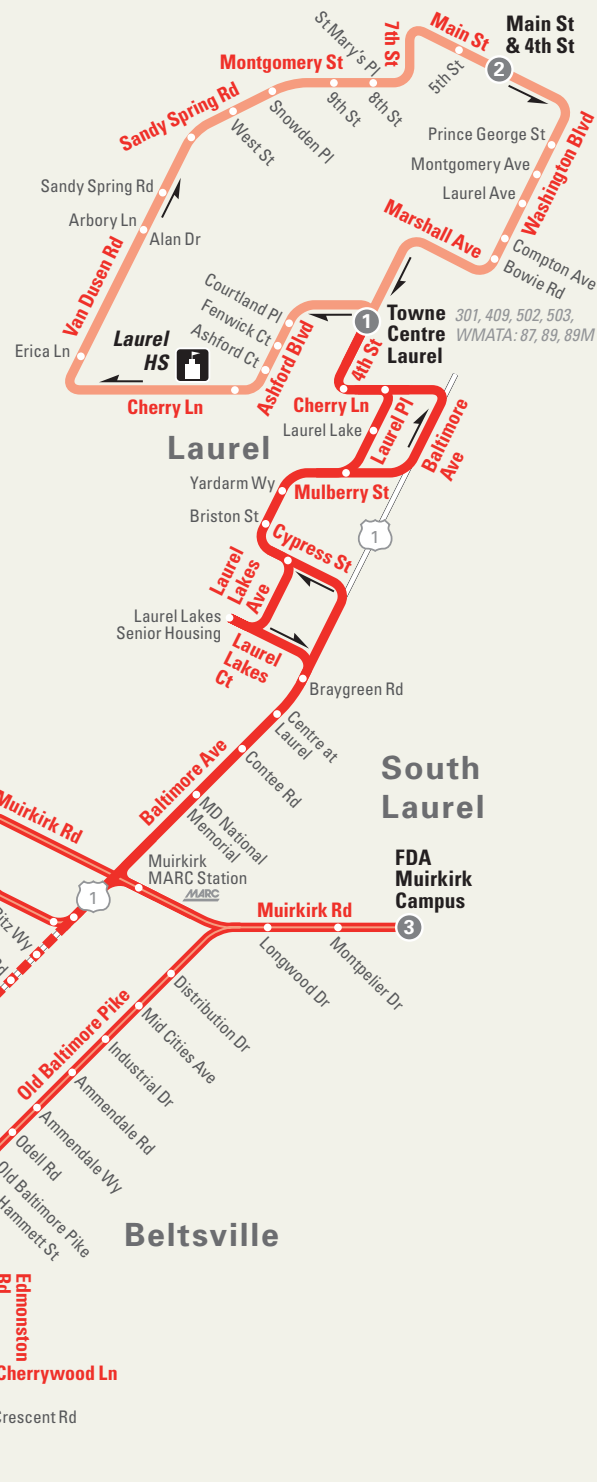 Main St
& 4th St
2
Main St
5th St
7th St
St Mary's Pl
Montgomery St
8th St
9th St
Snowden Pl
West St
Sandy Spring Rd
Prince George St
Montgomery Ave
Laurel Ave
Washington Blvd
Compton Ave
Bowie Rd
Marshall Ave
Sandy Spring Rd
Arbory Ln
Alan Dr
Van Dusen Rd
Erica Ln
Laurel
HS
Courtland Pl
Fenwick Ct
Ashford Ct
Ashford Blvd
Cherry Ln
1
Towne
Centre
Laurel
301, 409, 502, 503,
WMATA: 87, 89, 89M
4th St
Cherry Ln
Laurel Lake
Laurel Pl
Baltimore
Ave
Laurel
Yardarm Wy
Mulberry St
Briston St
Cypress St
1
Laurel
Lakes
Ave
Laurel Lakes
Senior Housing
Laurel
Lakes
Ct
Braygreen Rd
Centre at
Laurel
Contee Rd
Baltimore Ave
MD National
Memorial
South
Laurel
Muirkirk Rd
Muirkirk
MARC Station
MARC
1
FDA
Muirkirk
Campus
3
Muirkirk Rd
Longwood Dr
Montpelier Dr
Distribution Dr
Mid Cities Ave
Industrial Dr
Ammendale Rd
Ammendale Wy
Odell Rd
Old Baltimore Pike
Old Baltimore Pike
Hammett St
Beltsville
Edmonston
Rd
Cherrywood Ln
Crescent Rd